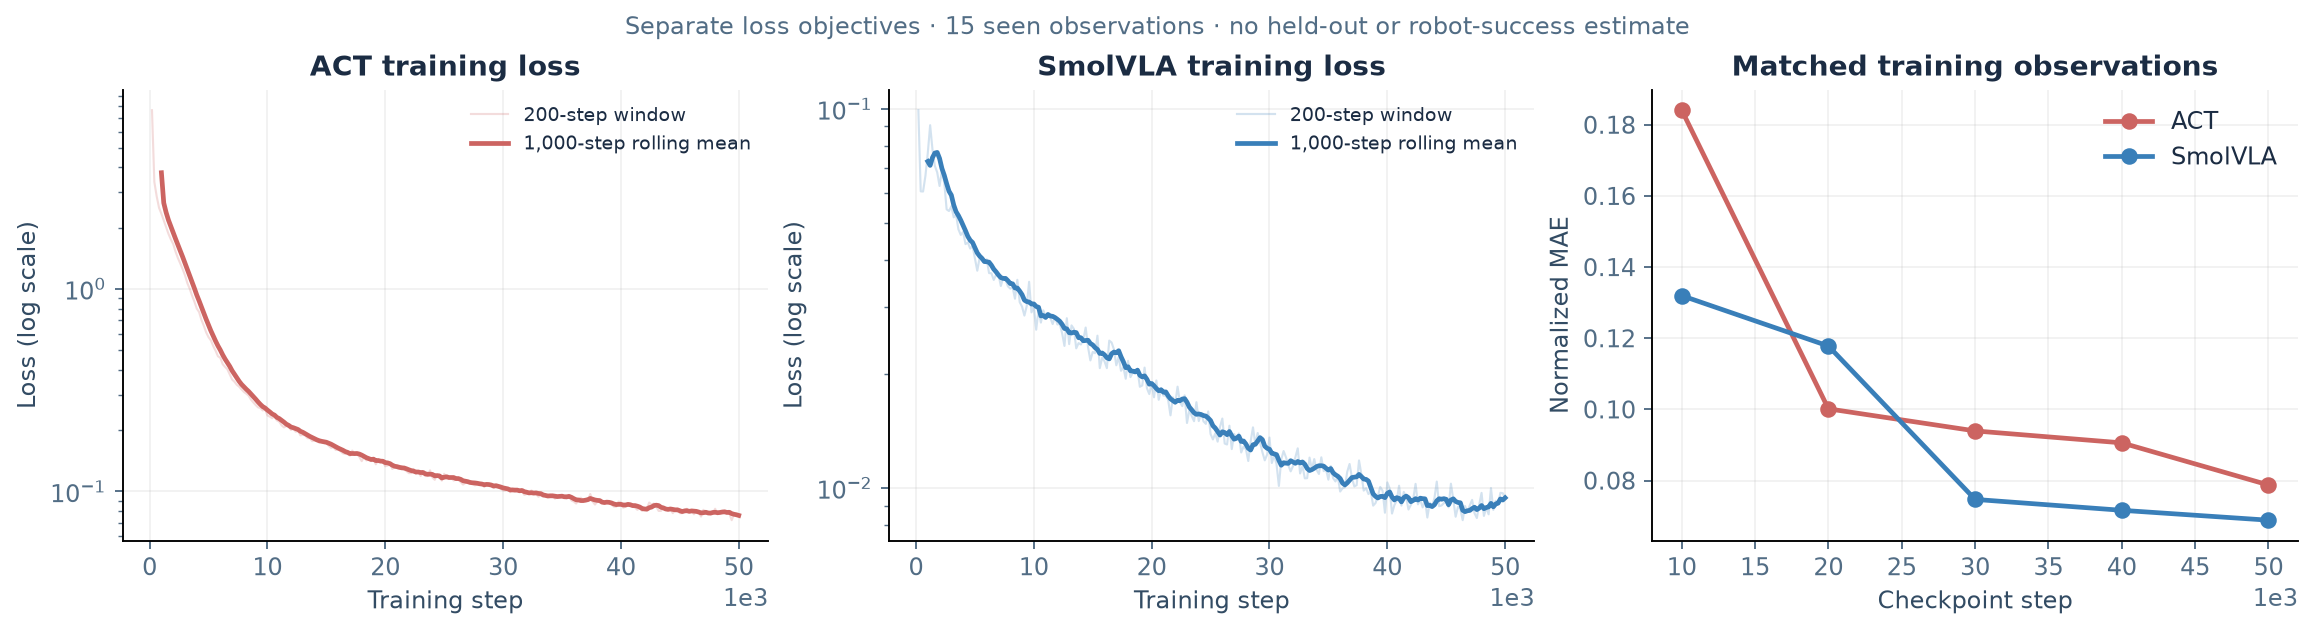 Separate loss objectives · 15 seen observations · no held-out or robot-success estimate
ACT training loss
200-step window
1,000-step rolling mean
Loss (log scale)
10⁰
10⁻¹
0 10 20 30 40 50
1e3
Training step
SmolVLA training loss
200-step window
1,000-step rolling mean
Loss (log scale)
10⁻¹
10⁻²
0 10 20 30 40 50
1e3
Training step
Matched training observations
ACT
SmolVLA
Normalized MAE
0.18
0.16
0.14
0.12
0.10
0.08
10 15 20 25 30 35 40 45 50
1e3
Checkpoint step